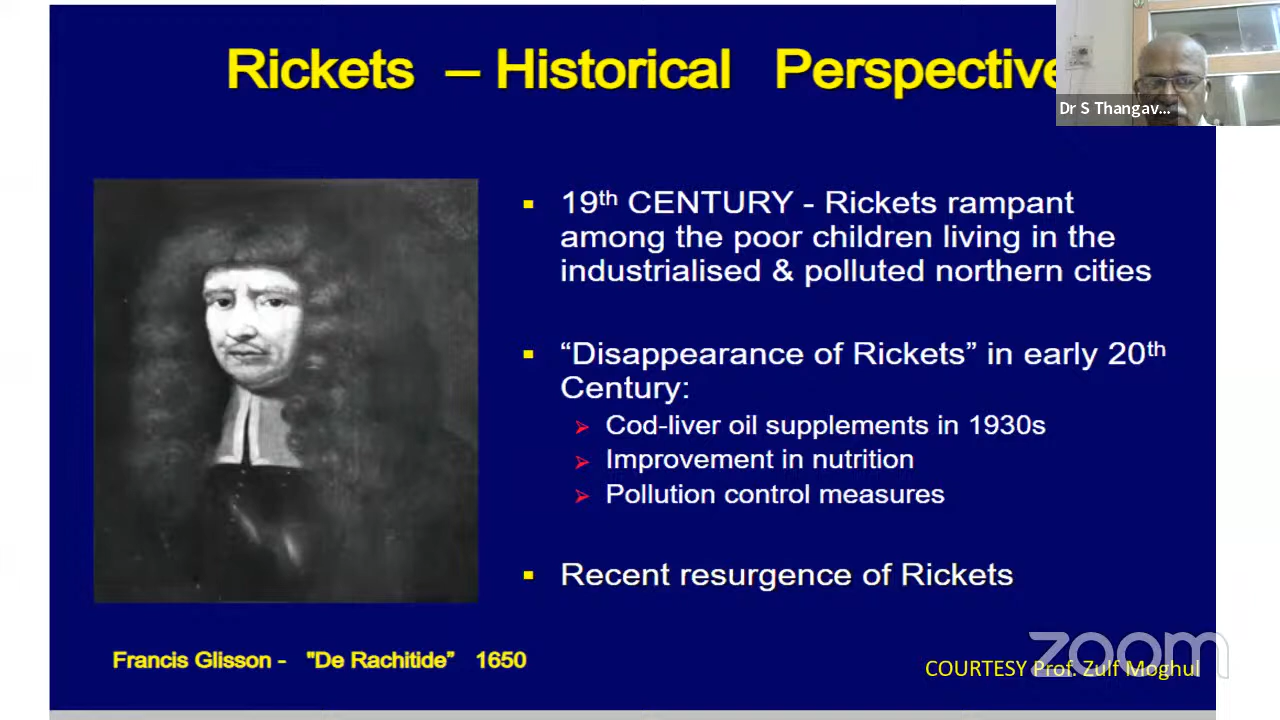 Rickets – Historical Perspective
Dr S Thangav...
▪ 19th CENTURY - Rickets rampant
among the poor children living in the
industrialised & polluted northern cities
▪ “Disappearance of Rickets” in early 20th
Century:
➢ Cod-liver oil supplements in 1930s
➢ Improvement in nutrition
➢ Pollution control measures
▪ Recent resurgence of Rickets
Francis Glisson - "De Rachitide” 1650
COURTESY Prof. Zulf Moghul
zoom